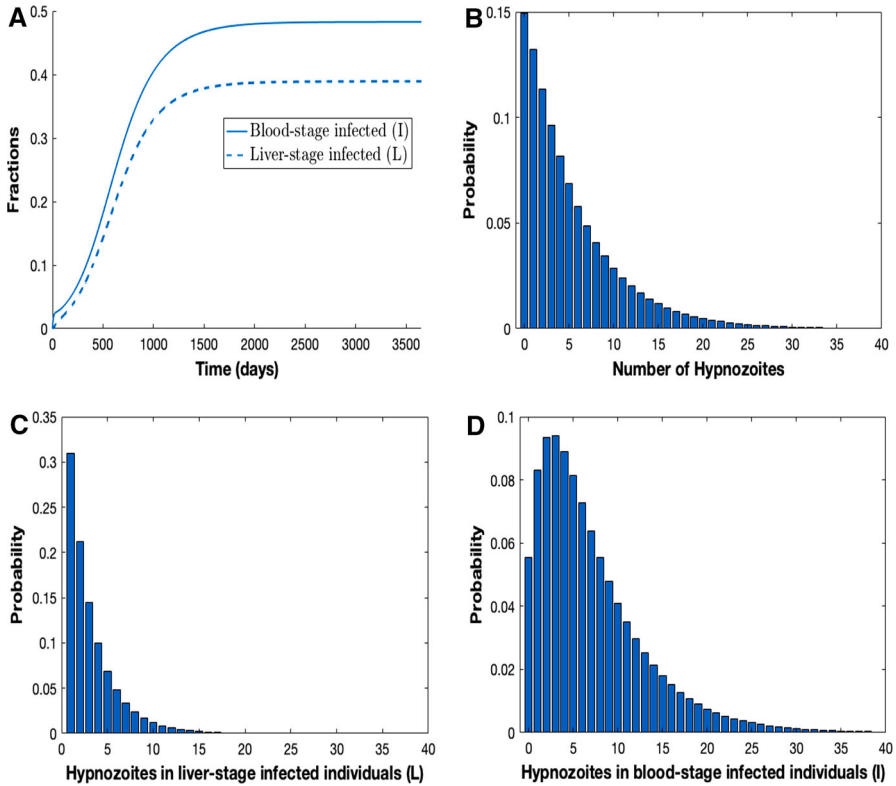 A
0.5
0.4
0.3
0.2
0.1
0
Fractions
Blood-stage infected (I)
Liver-stage infected (L)
0 500 1000 1500 2000 2500 3000 3500
Time (days)
B
0.15
0.1
0.05
0
Probability
0 5 10 15 20 25 30 35 40
Number of Hypnozoites
C
0.35
0.3
0.25
0.2
0.15
0.1
0.05
0
Probability
0 5 10 15 20 25 30 35 40
Hypnozoites in liver-stage infected individuals (L)
D
0.1
0.08
0.06
0.04
0.02
0
Probability
0 5 10 15 20 25 30 35 40
Hypnozoites in blood-stage infected individuals (I)